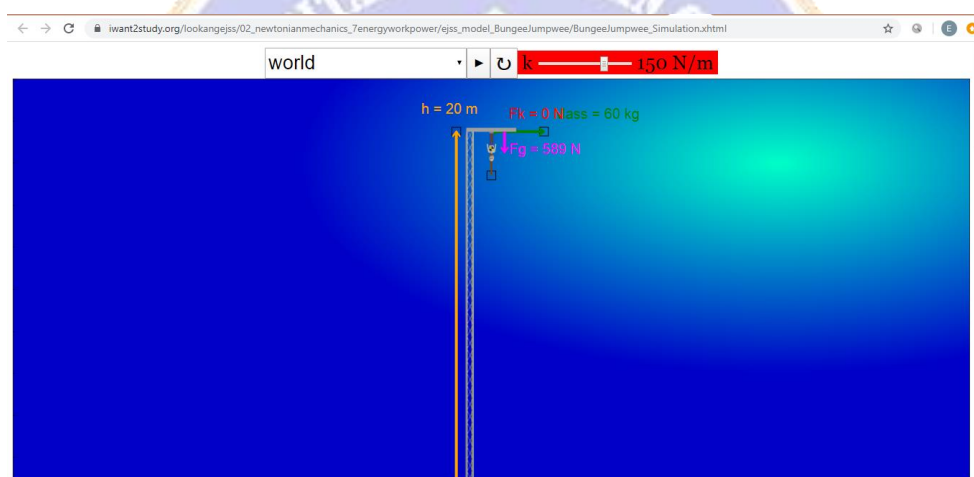 iwant2study.org/lookangejss/02_newtonianmechanics_7energyworkpower/ejss_model_BungeeJumpwee/BungeeJumpwee_Simulation.xhtml
E
world
k
150 N/m
h = 20 m
Fk = 0 N
ass = 60 kg
Fg = 589 N